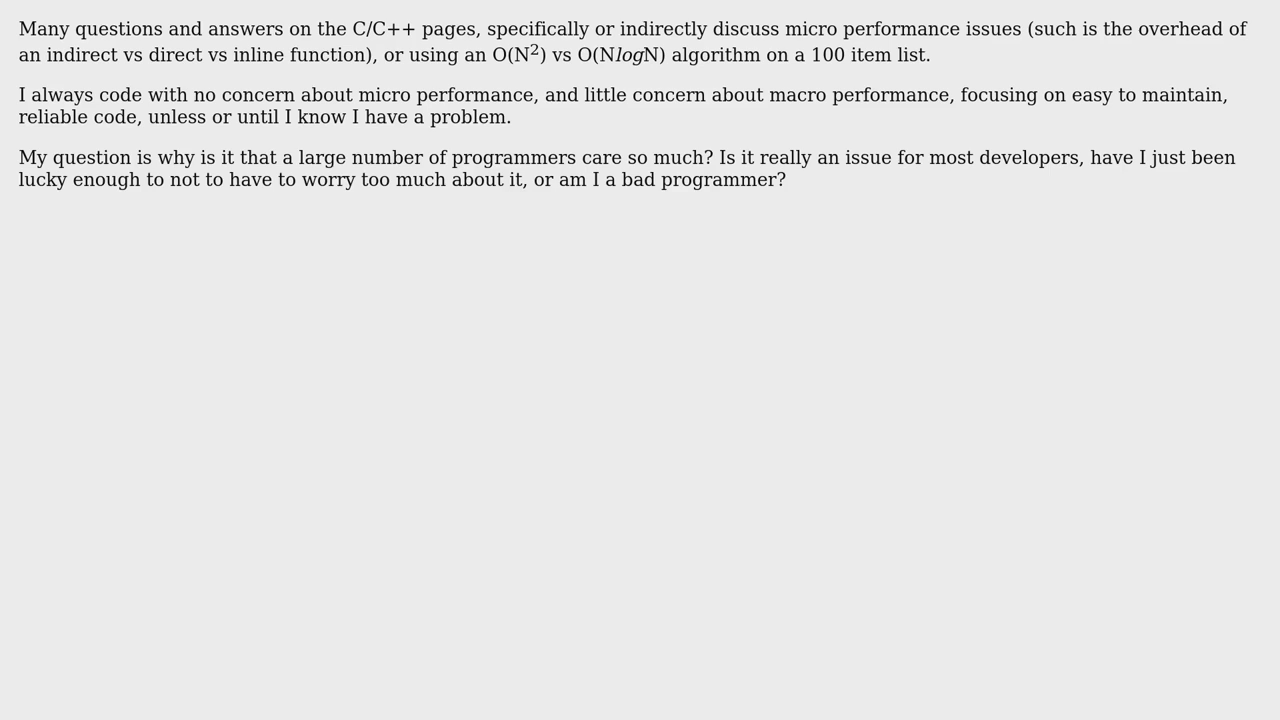 Many questions and answers on the C/C++ pages, specifically or indirectly discuss micro performance issues (such is the overhead of
an indirect vs direct vs inline function), or using an O(N²) vs O(NlogN) algorithm on a 100 item list.
I always code with no concern about micro performance, and little concern about macro performance, focusing on easy to maintain,
reliable code, unless or until I know I have a problem.
My question is why is it that a large number of programmers care so much? Is it really an issue for most developers, have I just been
lucky enough to not to have to worry too much about it, or am I a bad programmer?